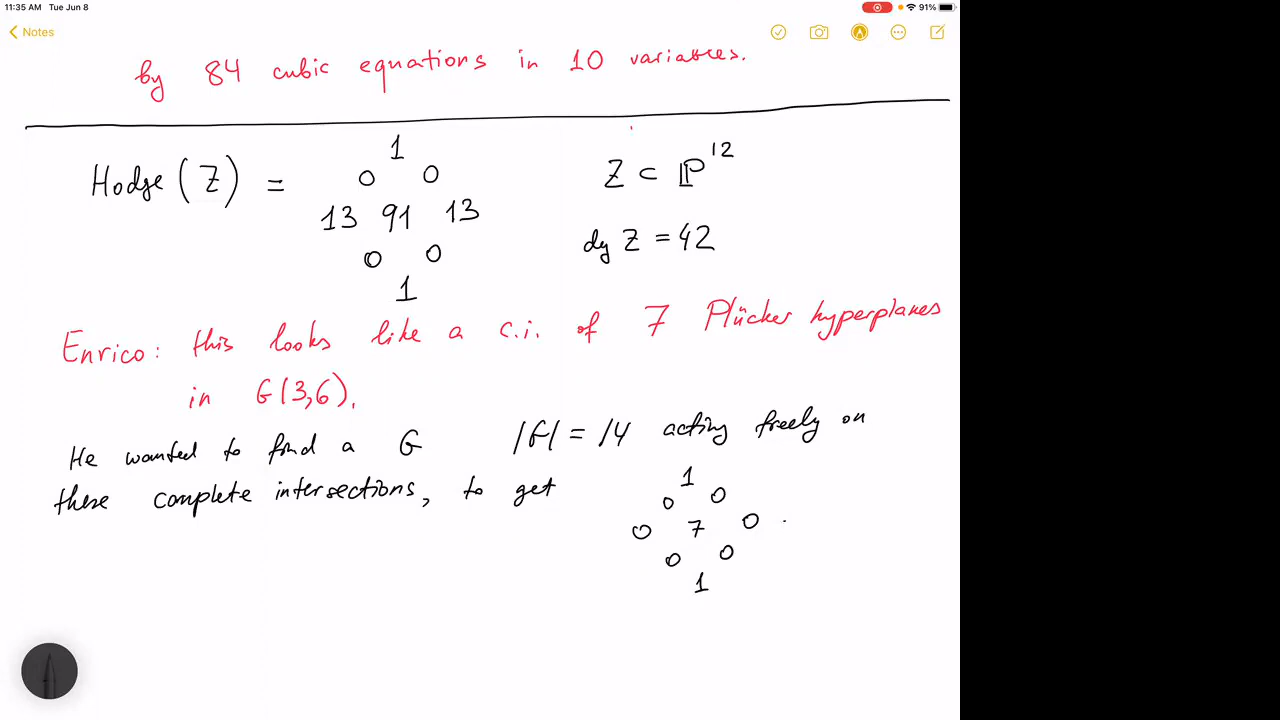 11:35 AM Tue Jun 8
91%
Notes
by 84 cubic equations in 10 variables.
Hodge (Z) =
1
0 0
13 91 13
0 0
1
Z ⊂ ℙ^12
dg Z = 42
Enrico: this looks like a c.i. of 7 Plücker hyperplanes
in G(3,6).
He wanted to find a G |G| = 14 acting freely on
these complete intersections, to get
1
0 0
0 7 0 .
0 0
1